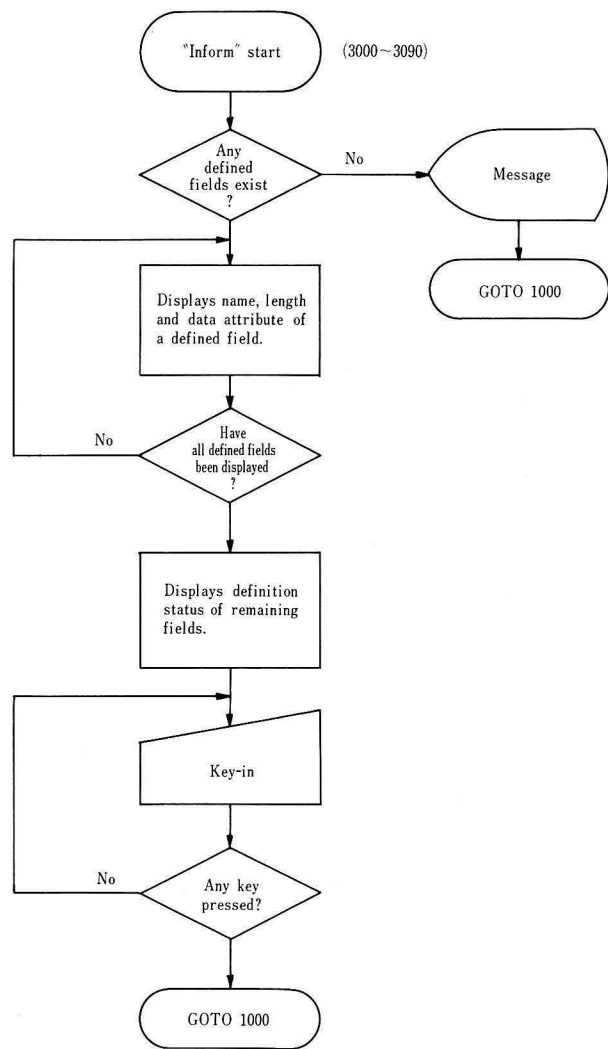 "Inform" start
(3000~3090)
Any
defined
fields exist
?
No
Message
GOTO 1000
Displays name, length
and data attribute of
a defined field.
Have
all defined fields
been displayed
?
No
Displays definition
status of remaining
fields.
Key-in
Any key
pressed?
No
GOTO 1000